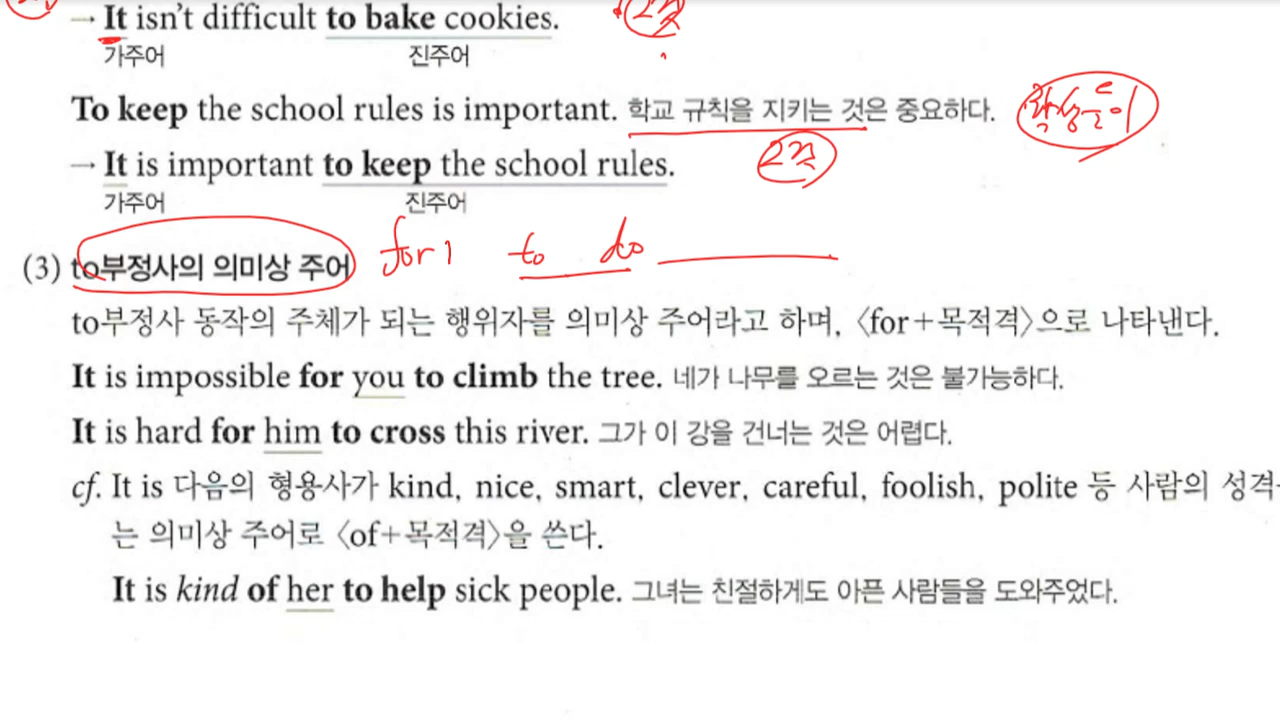 → It isn't difficult to bake cookies.
가주어 진주어
To keep the school rules is important. 학교 규칙을 지키는 것은 중요하다. 학생들이
→ It is important to keep the school rules.
가주어 진주어
(3) to부정사의 의미상 주어 for to do
to부정사 동작의 주체가 되는 행위자를 의미상 주어라고 하며, 〈for+목적격〉으로 나타낸다.
It is impossible for you to climb the tree. 네가 나무를 오르는 것은 불가능하다.
It is hard for him to cross this river. 그가 이 강을 건너는 것은 어렵다.
cf. It is 다음의 형용사가 kind, nice, smart, clever, careful, foolish, polite 등 사람의 성격
는 의미상 주어로 〈of+목적격〉을 쓴다.
It is kind of her to help sick people. 그녀는 친절하게도 아픈 사람들을 도와주었다.